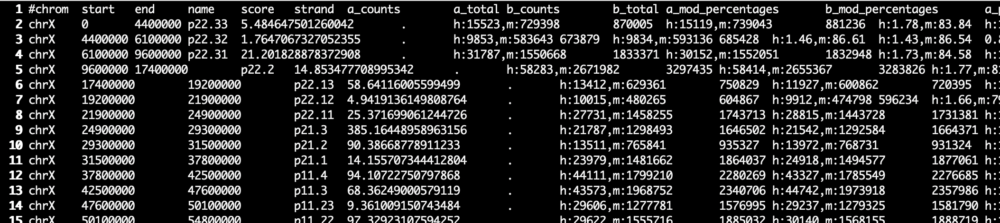 1 #chrom start end name score strand a_counts a_total b_counts b_total a_mod_percentages b_mod_percentages
2 chrX 0 4400000 p22.33 5.484647501260042 . h:15523,m:729398 870005 h:15119,m:739043 881236 h:1.78,m:83.84
3 chrX 4400000 6100000 p22.32 1.7647067327052355 . h:9853,m:583643 673879 h:9834,m:593136 685428 h:1.46,m:86.61 h:1.43,m:86.54 0.8
4 chrX 6100000 9600000 p22.31 21.201828878372908 . h:31787,m:1550668 1833371 h:30152,m:1552051 1832948 h:1.73,m:84.58
5 chrX 9600000 17400000 p22.2 14.853477708995342 . h:58283,m:2671982 3297435 h:58414,m:2655367 3283826 h:1.77,m:81
6 chrX 17400000 19200000 p22.13 58.64116005599499 . h:13412,m:629361 750829 h:11927,m:600862 720395
7 chrX 19200000 21900000 p22.12 4.9419136149808764 . h:10015,m:480265 604867 h:9912,m:474798 596234 h:1.66,m:79
8 chrX 21900000 24900000 p22.11 25.371699061244726 . h:27731,m:1458255 1743713 h:28815,m:1443728 1731381
9 chrX 24900000 29300000 p21.3 385.16448958963156 . h:21787,m:1298493 1646502 h:21542,m:1292584 1664371
10 chrX 29300000 31500000 p21.2 90.38668778911233 . h:13511,m:765841 935327 h:13972,m:768731 931324
11 chrX 31500000 37800000 p21.1 14.155707344412804 . h:23979,m:1481662 1864037 h:24918,m:1494577 1877061
12 chrX 37800000 42500000 p11.4 94.10722750797868 . h:44111,m:1799210 2280269 h:43327,m:1785549 2276685
13 chrX 42500000 47600000 p11.3 68.36249000579119 . h:43573,m:1968752 2340706 h:44742,m:1973918 2357986
14 chrX 47600000 50100000 p11.23 9.361009150743484 . h:29606,m:1277781 1576995 h:29237,m:1279325 1581790
15 chrX 50100000 54800000 p11.22 97.32923107594252 . h:29622,m:1555716 1885032 h:30140,m:1568155 1888719